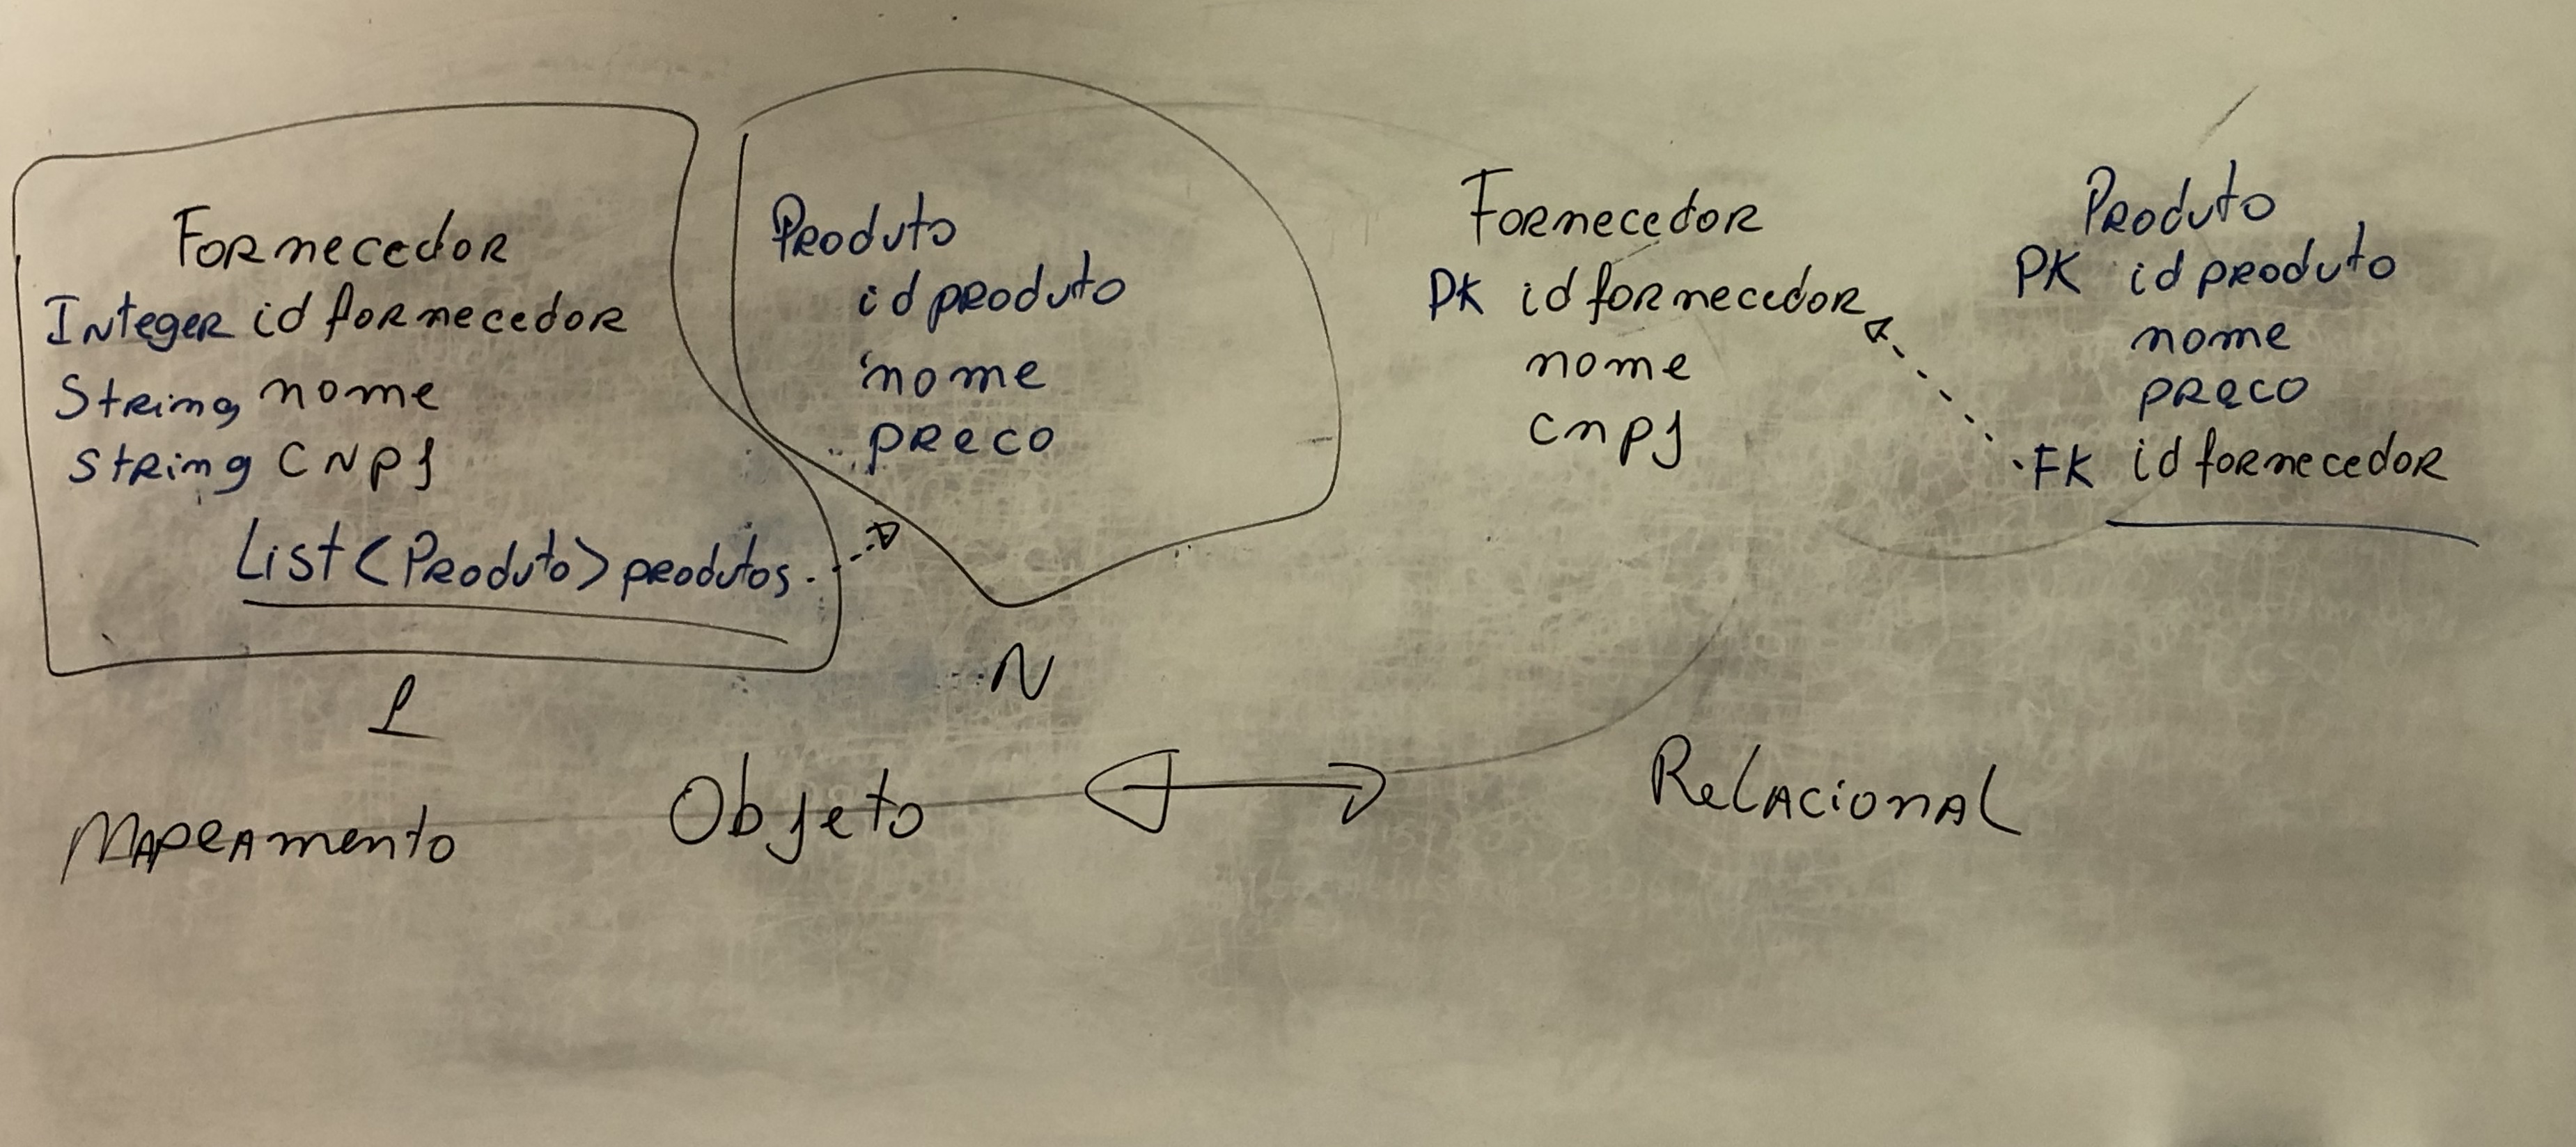 Fornecedor
Integer idfornecedor
String nome
String CNPJ
List<Produto> produtos
1
Produto
idproduto
nome
preco
N
Fornecedor
PK idfornecedor
nome
cnpj
Produto
PK idproduto
nome
preco
FK idfornecedor
Mapeamento Objeto Relacional